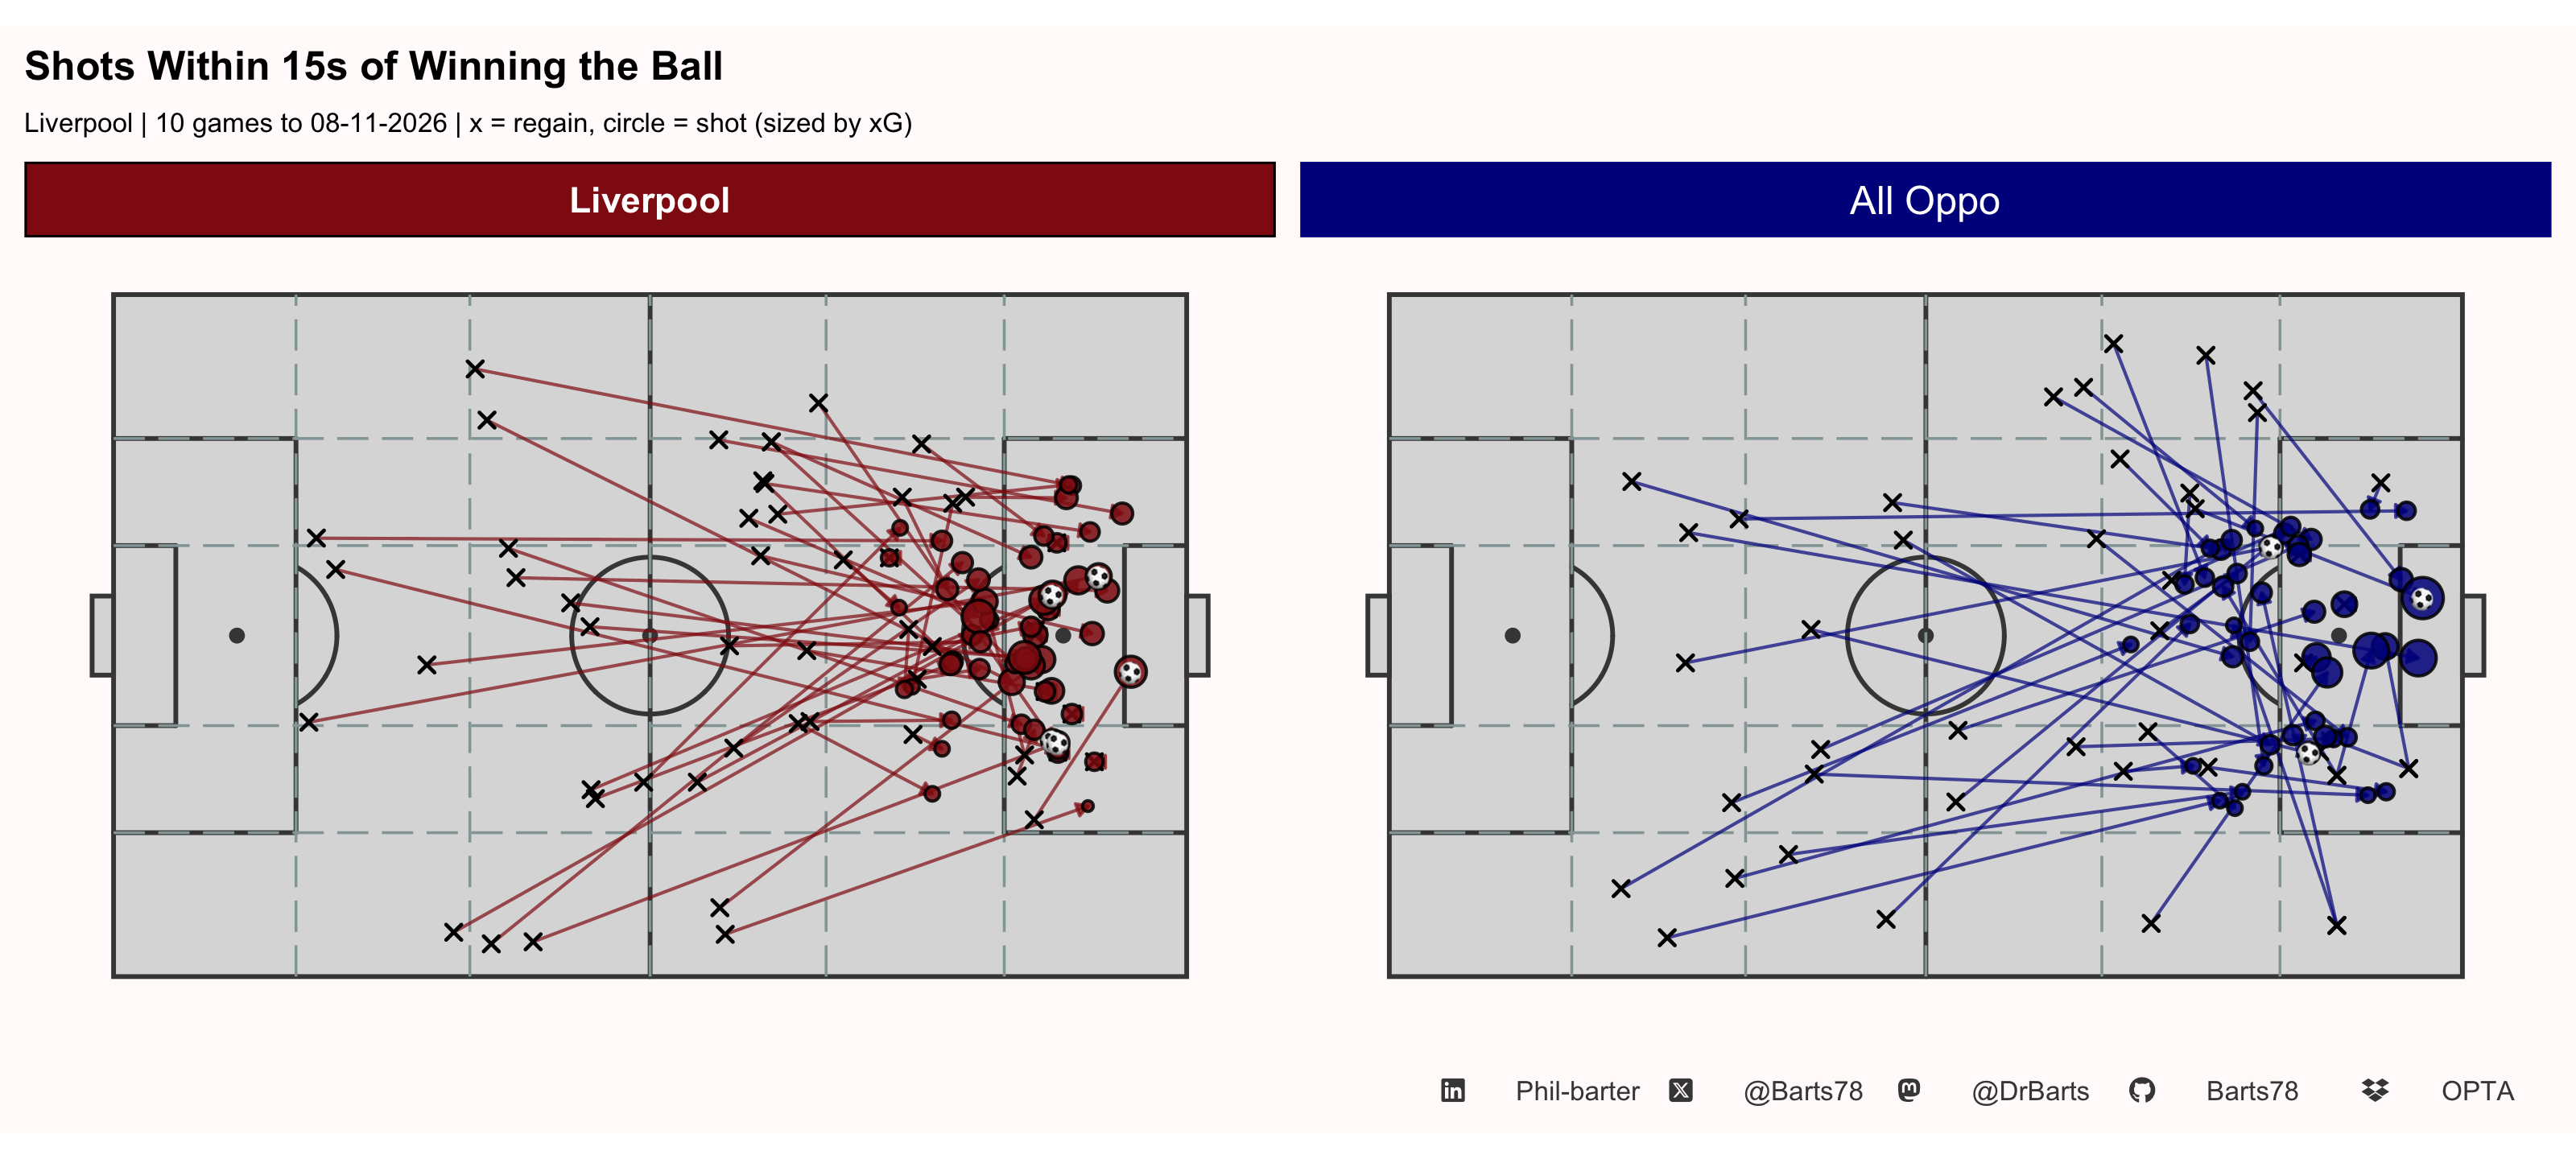 Shots Within 15s of Winning the Ball
Liverpool | 10 games to 08-11-2026 | x = regain, circle = shot (sized by xG)
Liverpool
All Oppo
Phil-barter @Barts78 @DrBarts Barts78 OPTA